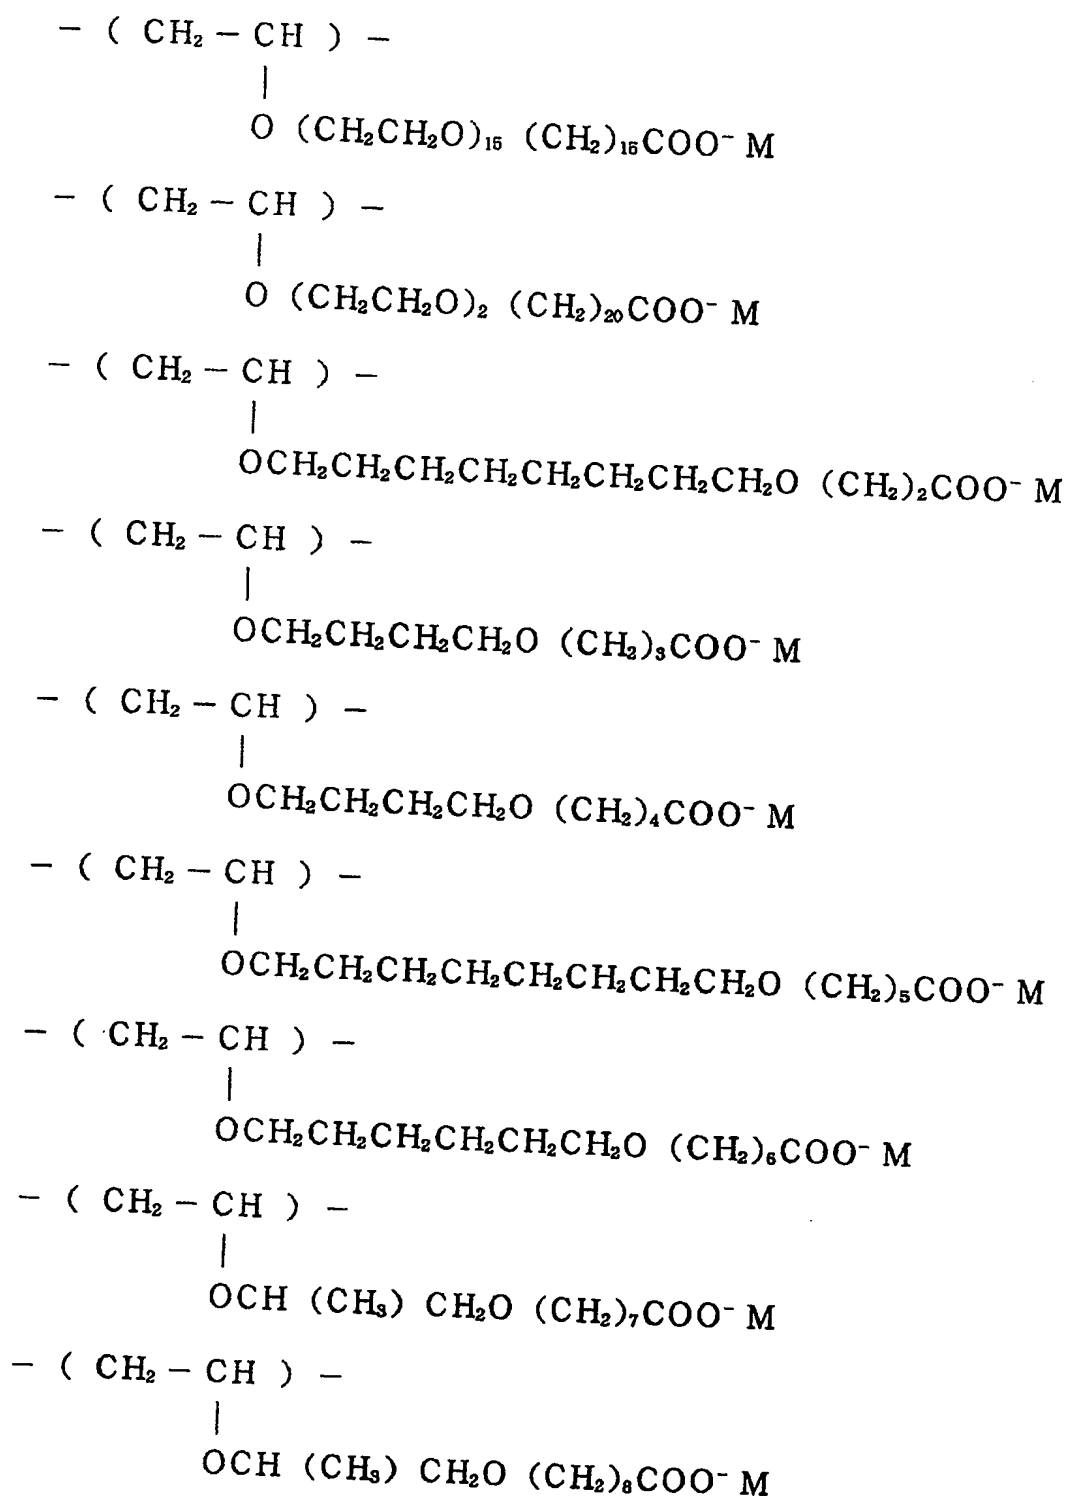 − ( CH₂ − CH ) −
|
O (CH₂CH₂O)₁₅ (CH₂)₁₅COO⁻ M
− ( CH₂ − CH ) −
|
O (CH₂CH₂O)₂ (CH₂)₂₀COO⁻ M
− ( CH₂ − CH ) −
|
OCH₂CH₂CH₂CH₂CH₂CH₂CH₂CH₂O (CH₂)₂COO⁻ M
− ( CH₂ − CH ) −
|
OCH₂CH₂CH₂CH₂O (CH₂)₃COO⁻ M
− ( CH₂ − CH ) −
|
OCH₂CH₂CH₂CH₂O (CH₂)₄COO⁻ M
− ( CH₂ − CH ) −
|
OCH₂CH₂CH₂CH₂CH₂CH₂CH₂CH₂O (CH₂)₅COO⁻ M
− ( CH₂ − CH ) −
|
OCH₂CH₂CH₂CH₂CH₂CH₂O (CH₂)₆COO⁻ M
− ( CH₂ − CH ) −
|
OCH (CH₃) CH₂O (CH₂)₇COO⁻ M
− ( CH₂ − CH ) −
|
OCH (CH₃) CH₂O (CH₂)₈COO⁻ M